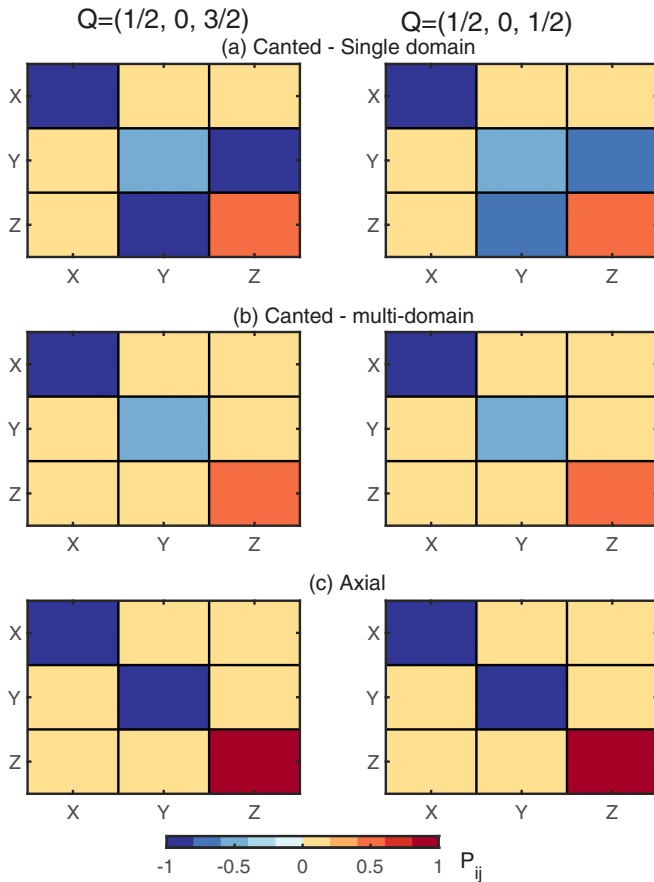 Q=(1/2, 0, 3/2) Q=(1/2, 0, 1/2)
(a) Canted - Single domain
X X
Y Y
Z Z
X Y Z X Y Z
(b) Canted - multi-domain
X X
Y Y
Z Z
X Y Z X Y Z
(c) Axial
X X
Y Y
Z Z
X Y Z X Y Z
-1 -0.5 0 0.5 1 P_ij